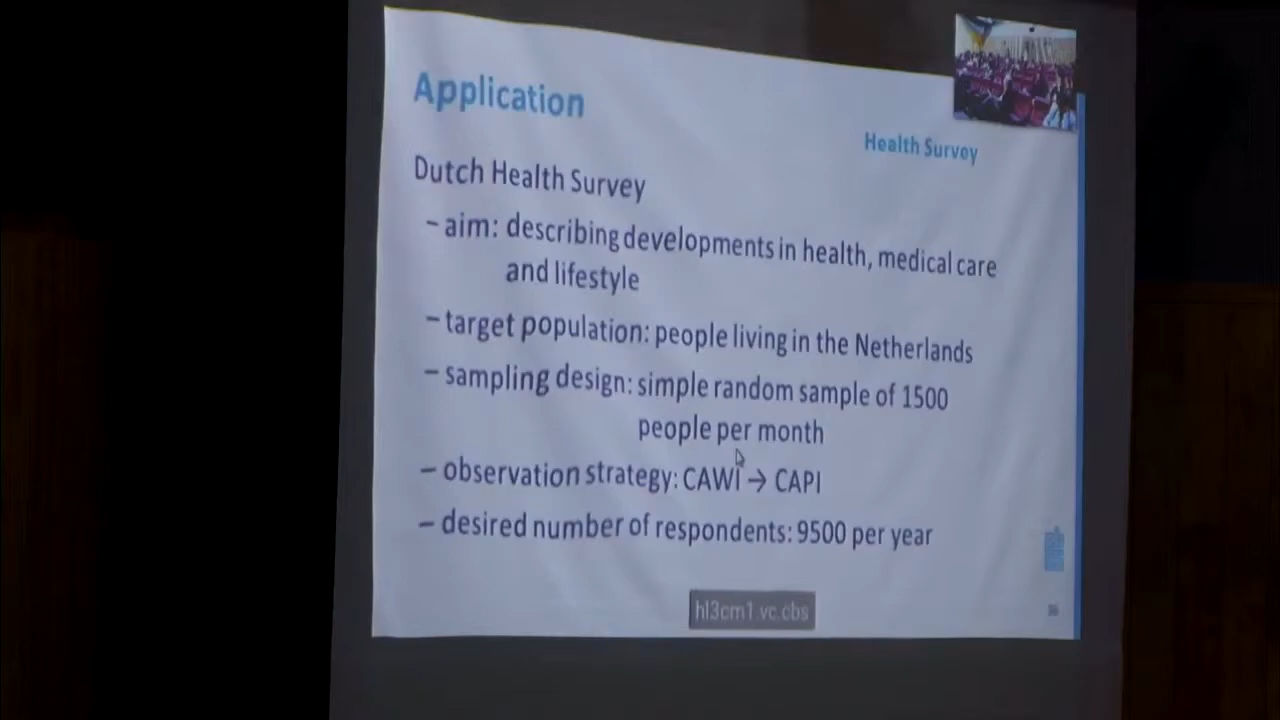 Application
Health Survey
Dutch Health Survey
– aim: describing developments in health, medical care
and lifestyle
– target population: people living in the Netherlands
– sampling design: simple random sample of 1500
people per month
– observation strategy: CAWI → CAPI
– desired number of respondents: 9500 per year
hl3cm1.vc.cbs